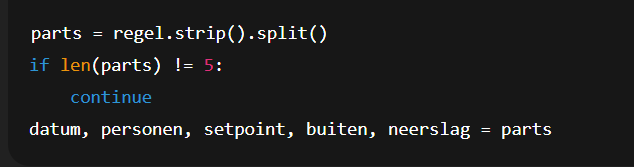 parts = regel.strip().split()
if len(parts) != 5:
    continue
datum, personen, setpoint, buiten, neerslag = parts